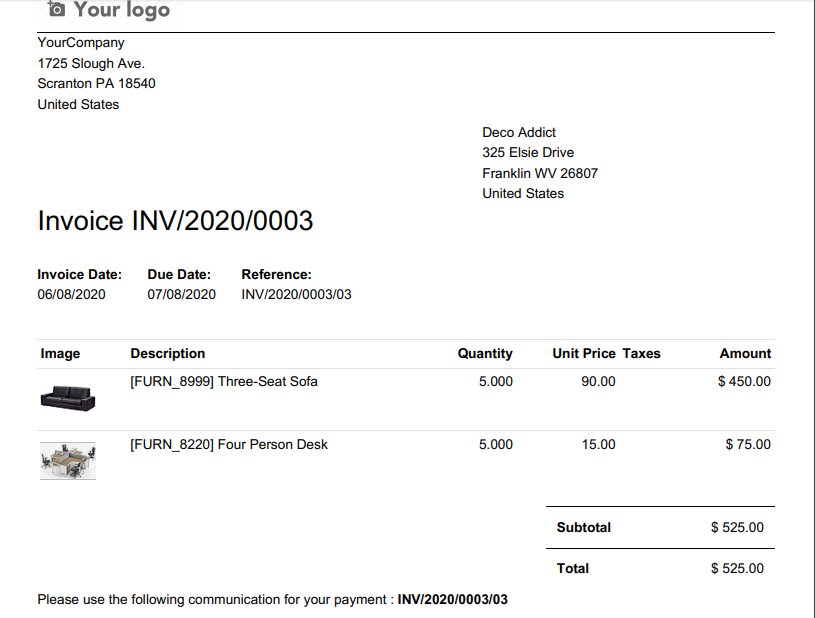 Your logo
YourCompany
1725 Slough Ave.
Scranton PA 18540
United States
Deco Addict
325 Elsie Drive
Franklin WV 26807
United States
Invoice INV/2020/0003
Invoice Date: Due Date: Reference:
06/08/2020 07/08/2020 INV/2020/0003/03
Image Description Quantity Unit Price Taxes Amount
[FURN_8999] Three-Seat Sofa 5.000 90.00 $ 450.00
[FURN_8220] Four Person Desk 5.000 15.00 $ 75.00
Subtotal $ 525.00
Total $ 525.00
Please use the following communication for your payment : INV/2020/0003/03